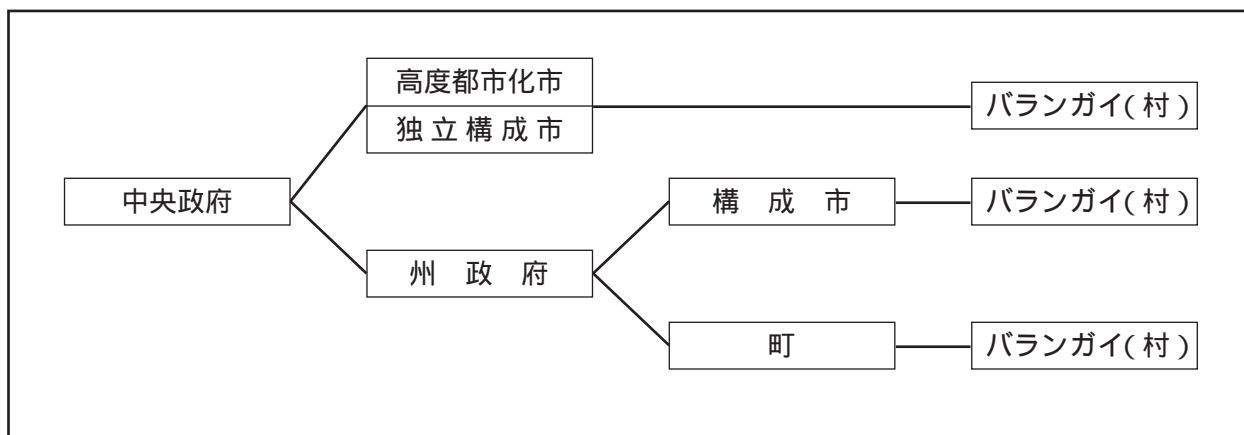 高度都市化市
独立構成市
バランガイ(村)
中央政府
構成市
バランガイ(村)
州政府
町
バランガイ(村)